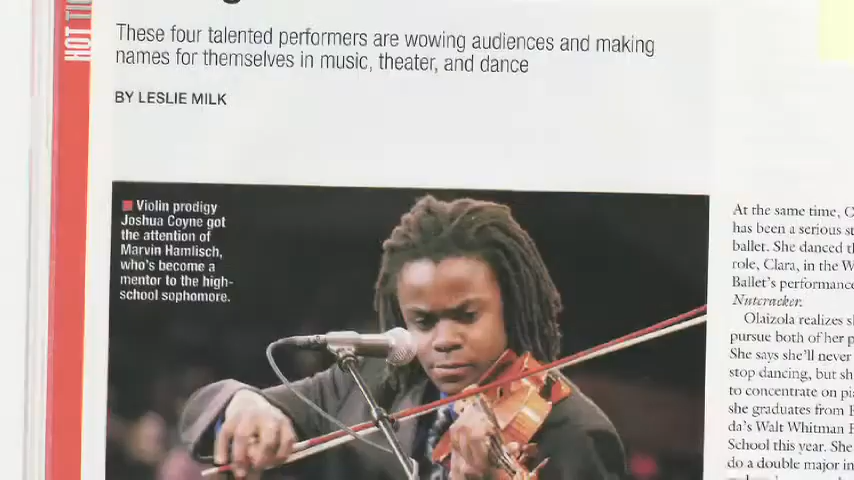 HOT
These four talented performers are wowing audiences and making
names for themselves in music, theater, and dance
BY LESLIE MILK
Violin prodigy
Joshua Coyne got
the attention of
Marvin Hamlisch,
who's become a
mentor to the high-
school sophomore.
At the same time,
has been a serious
ballet. She danced
role, Clara, in the
Ballet's performance
Nutcracker.
Olaizola realizes
pursue both of her
She says she'll never
stop dancing, but
to concentrate on
she graduates from
da's Walt Whitman
School this year. She
do a double major in